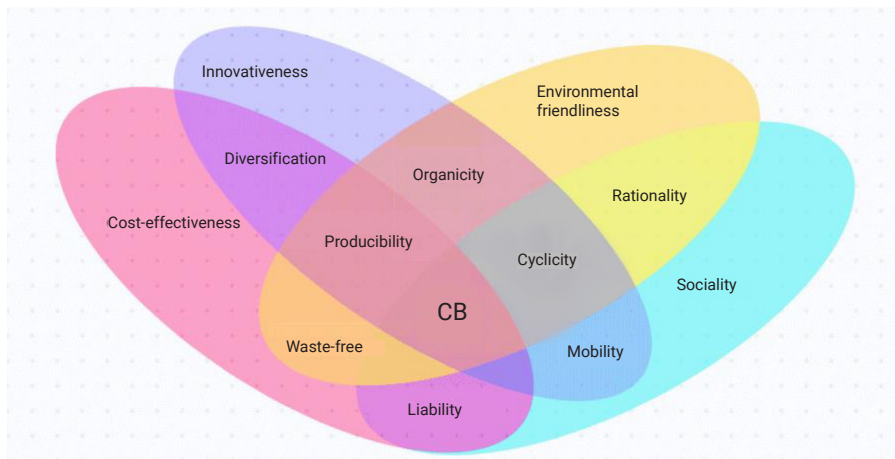 Innovativeness
Environmental
friendliness
Diversification
Organicity
Rationality
Cost-effectiveness
Producibility
Cyclicity
Sociality
CB
Waste-free
Mobility
Liability